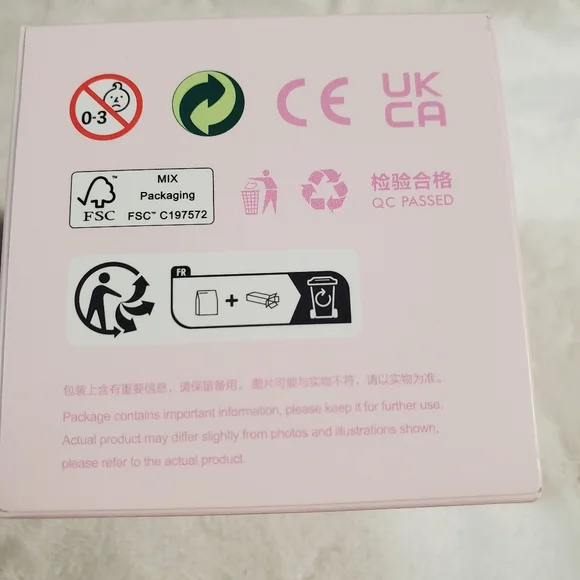 0-3
CE
UK
CA
FSC™
MIX
Packaging
FSC™ C197572
检验合格
QC PASSED
FR
+
包装上含有重要信息，请保留备用。图片可能与实物不符，请以实物为准。
Package contains important information, please keep it for further use.
Actual product may differ slightly from photos and illustrations shown,
please refer to the actual product.